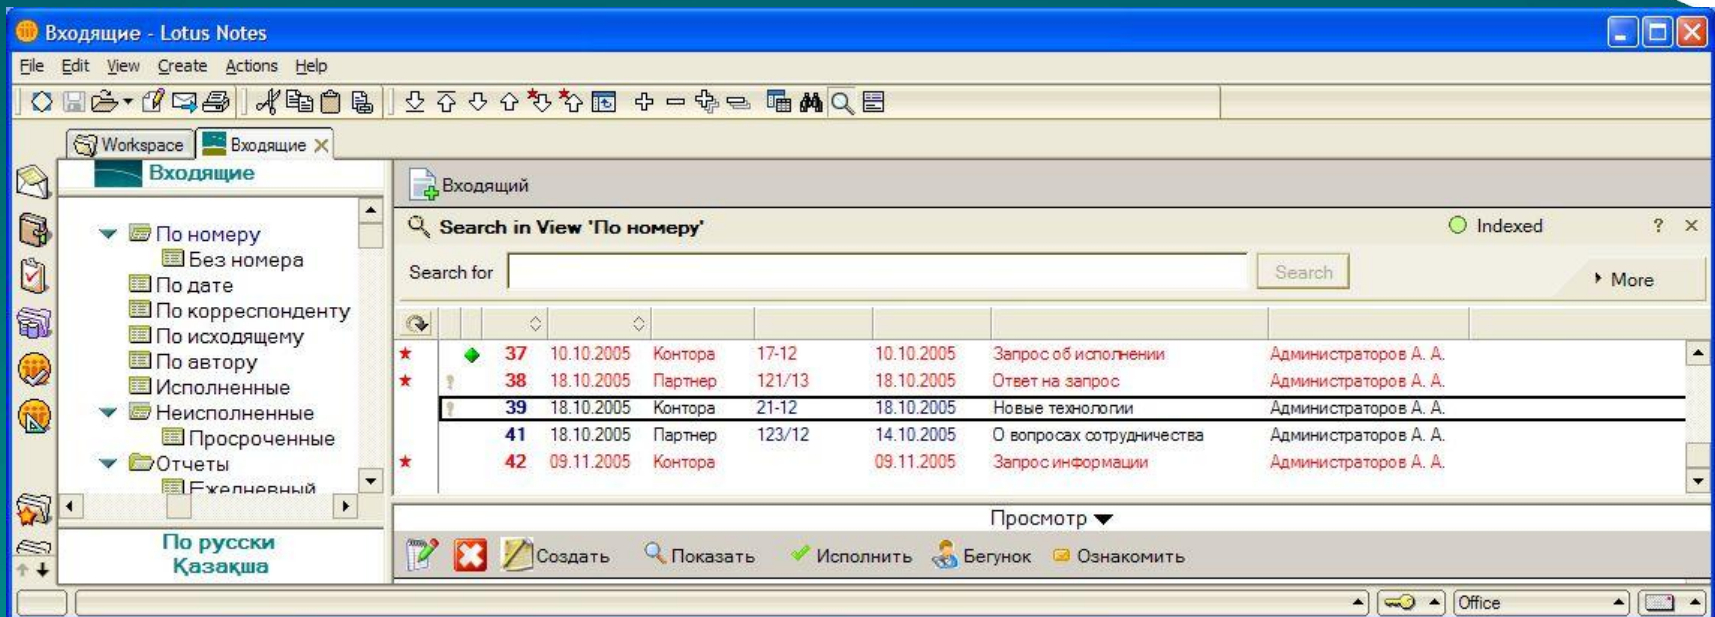 Входящие - Lotus Notes
File Edit View Create Actions Help
Workspace Входящие
Входящие
По номеру
Без номера
По дате
По корреспонденту
По исходящему
По автору
Исполненные
Неисполненные
Просроченные
Отчеты
Ежедневный
По русски
Қазақша
Входящий
Search in View 'По номеру' Indexed ?
Search for Search More
37 10.10.2005 Контора 17-12 10.10.2005 Запрос об исполнении Администраторов А. А.
38 18.10.2005 Партнер 121/13 18.10.2005 Ответ на запрос Администраторов А. А.
39 18.10.2005 Контора 21-12 18.10.2005 Новые технологии Администраторов А. А.
41 18.10.2005 Партнер 123/12 14.10.2005 О вопросах сотрудничества Администраторов А. А.
42 09.11.2005 Контора 09.11.2005 Запрос информации Администраторов А. А.
Просмотр
Создать Показать Исполнить Бегунок Ознакомить
Office